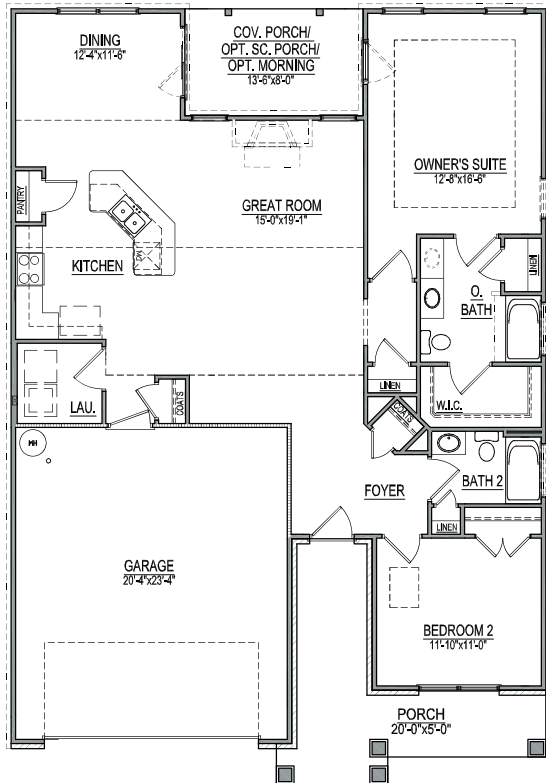 DINING
12'-4"x11'-6"
COV. PORCH/
OPT. SC. PORCH/
OPT. MORNING
13'-6"x8'-0"
OWNER'S SUITE
12'-8"x16'-6"
PANTRY
GREAT ROOM
15'-0"x19'-1"
KITCHEN
DW
LINEN
O.
BATH
LAU.
COATS
LINEN
W.I.C.
COATS
WH
BATH 2
FOYER
LINEN
GARAGE
20'-4"x23'-4"
BEDROOM 2
11'-10"x11'-0"
PORCH
20'-0"x5'-0"